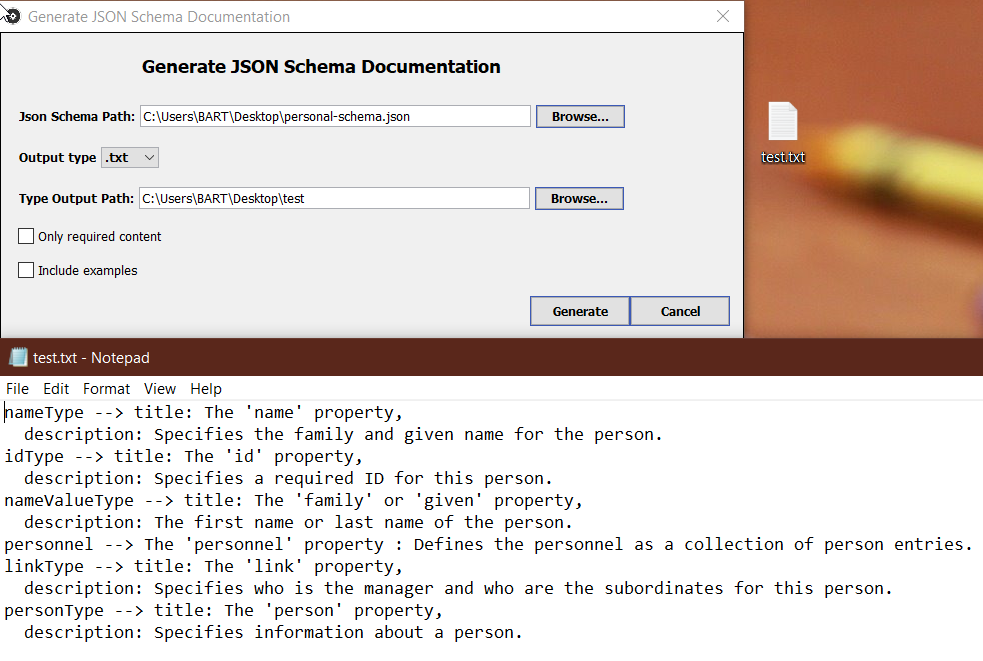 Generate JSON Schema Documentation
Generate JSON Schema Documentation
Json Schema Path: C:\Users\BART\Desktop\personal-schema.json Browse...
Output type .txt
Type Output Path: C:\Users\BART\Desktop\test Browse...
Only required content
Include examples
Generate Cancel
test.txt
test.txt - Notepad
File Edit Format View Help
nameType --> title: The 'name' property,
  description: Specifies the family and given name for the person.
idType --> title: The 'id' property,
  description: Specifies a required ID for this person.
nameValueType --> title: The 'family' or 'given' property,
  description: The first name or last name of the person.
personnel --> The 'personnel' property : Defines the personnel as a collection of person entries.
linkType --> title: The 'link' property,
  description: Specifies who is the manager and who are the subordinates for this person.
personType --> title: The 'person' property,
  description: Specifies information about a person.